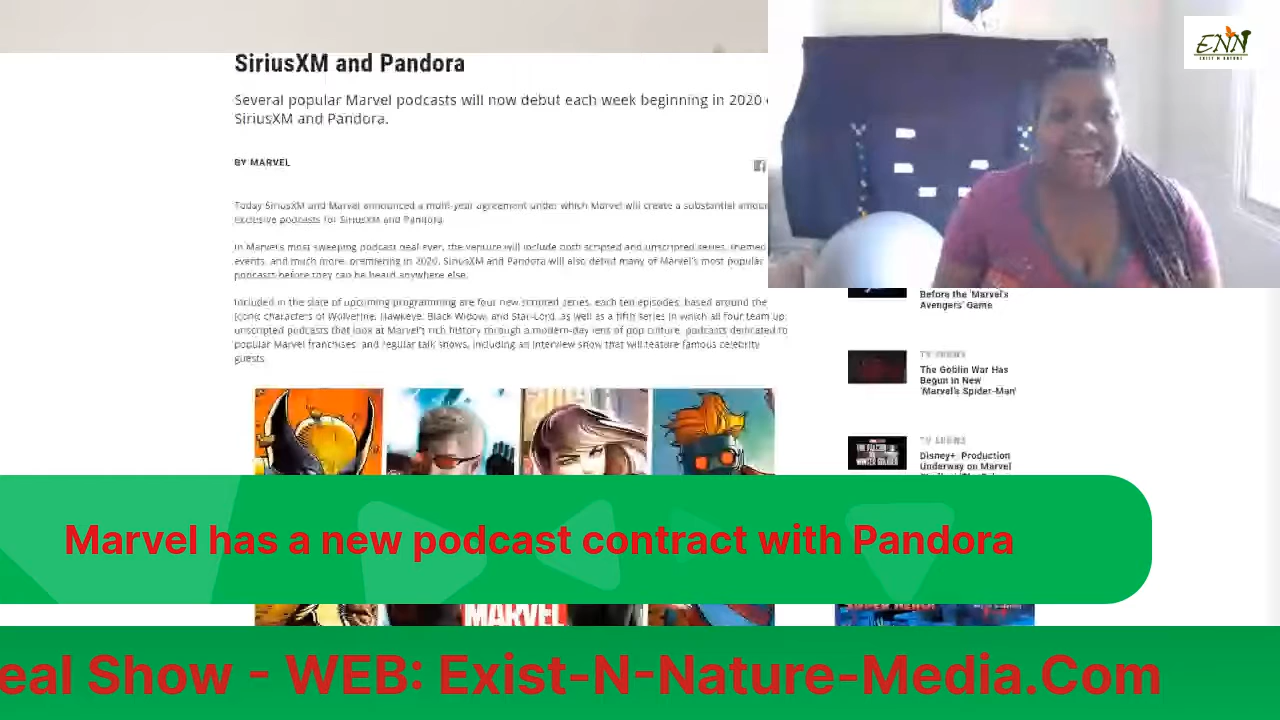 SiriusXM and Pandora
Several popular Marvel podcasts will now debut each week beginning in 2020
SiriusXM and Pandora.
BY MARVEL
Today SiriusXM and Marvel announced a multi-year agreement under which Marvel will create a substantial
exclusive podcasts for SiriusXM and Pandora.
In Marvel's most sweeping podcast deal ever, the venture will include both scripted and unscripted series, themed
events, and much more, premiering in 2020. SiriusXM and Pandora will also debut many of Marvel's most popular
podcasts before they can be heard anywhere else.
Included in the slate of upcoming programming are four new scripted series, each ten episodes, based around the
iconic characters of Wolverine, Hawkeye, Black Widow, and Star-Lord, as well as a fifth series in which all four team up;
unscripted podcasts that look at Marvel's rich history through a modern-day lens of pop culture; podcasts dedicated to
popular Marvel franchises; and regular talk shows, including an interview show that will feature famous celebrity
guests.
ENN
EXIST N NATURE
Before the 'Marvel's
Avengers' Game
TV SHOWS
The Goblin War Has
Begun in New
'Marvel's Spider-Man'
TV SHOWS
Disney+, Production
Underway on Marvel
Marvel has a new podcast contract with Pandora
MARVEL
SUPER HERO
eal Show - WEB: Exist-N-Nature-Media.Com